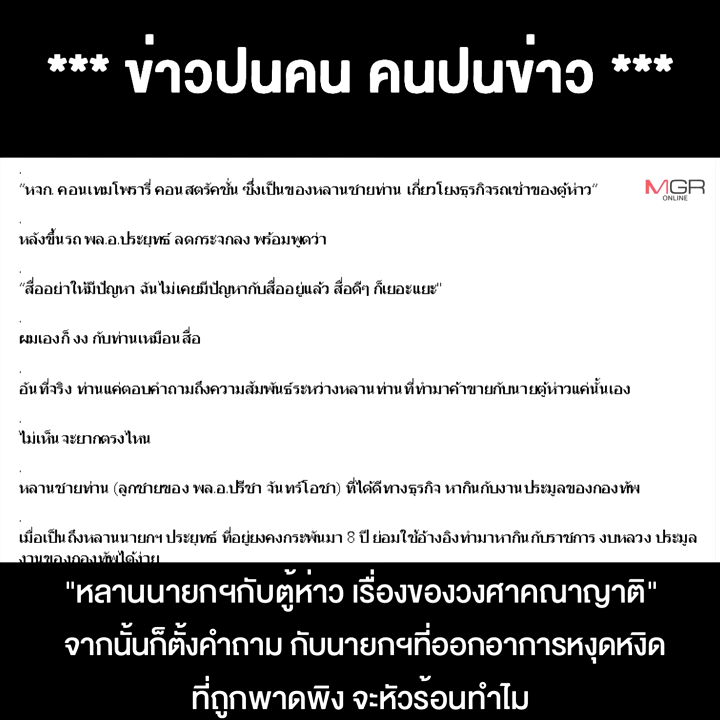 *** ข่าวปนคน คนปนข่าว ***
.
"หจก. คอนเทมโพรารี่ คอนสตรัคชั่น ซึ่งเป็นของหลานชายท่าน เกี่ยวโยงธุรกิจรถเช่าของตู้ห่าว"
MGR
ONLINE
.
หลังขึ้นรถ พล.อ.ประยุทธ์ ลดกระจกลง พร้อมพูดว่า
.
"สื่ออย่าให้มีปัญหา ฉันไม่เคยมีปัญหากับสื่ออยู่แล้ว สื่อดีๆ ก็เยอะแยะ"
.
ผมเองก็ งง กับท่านเหมือนสื่อ
.
อันที่จริง ท่านแค่ตอบคำถามถึงความสัมพันธ์ระหว่างหลานท่านที่ทำมาค้าขายกับนายตู้ห่าวแค่นั้นเอง
.
ไม่เห็นจะยากตรงไหน
.
หลานชายท่าน (ลูกชายของ พล.อ.ปรีชา จันทร์โอชา) ที่ได้ดีทางธุรกิจ หากินกับงานประมูลของกองทัพ
.
เมื่อเป็นถึงหลานนายกฯ ประยุทธ์ ที่อยู่ยงคงกระพันมา 8 ปี ย่อมใช้อ้างอิงทำมาหากินกับราชการ งบหลวง ประมูล
งานของกองทัพได้ง่าย
"หลานนายกฯกับตู้ห่าว เรื่องของวงศาคณาญาติ"
จากนั้นก็ตั้งคำถาม กับนายกฯที่ออกอาการหงุดหงิด
ที่ถูกพาดพิง จะหัวร้อนทำไม